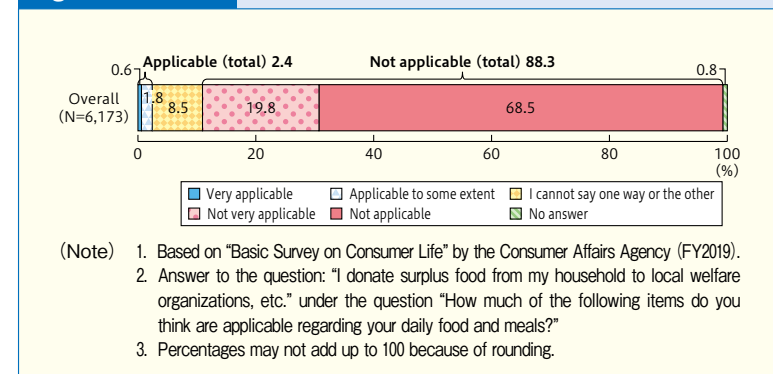 Applicable (total) 2.4 Not applicable (total) 88.3
0.6 0.8
Overall
(N=6,173)
1.8 8.5 19.8 68.5
0 20 40 60 80 100
(%)
Very applicable Applicable to some extent I cannot say one way or the other
Not very applicable Not applicable No answer
(Note) 1. Based on “Basic Survey on Consumer Life” by the Consumer Affairs Agency (FY2019).
2. Answer to the question: “I donate surplus food from my household to local welfare
organizations, etc.” under the question “How much of the following items do you
think are applicable regarding your daily food and meals?”
3. Percentages may not add up to 100 because of rounding.